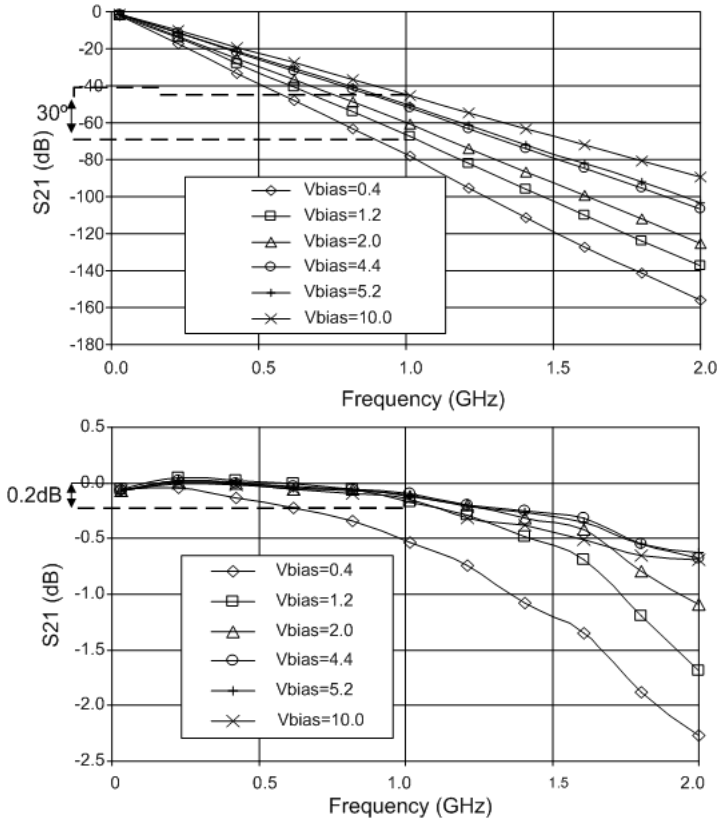 0
-20
-40
-60
-80
-100
-120
-140
-160
-180
30º
S21 (dB)
Vbias=0.4
Vbias=1.2
Vbias=2.0
Vbias=4.4
Vbias=5.2
Vbias=10.0
0.0 0.5 1.0 1.5 2.0
Frequency (GHz)
0.5
0.0
-0.5
-1.0
-1.5
-2.0
-2.5
0.2dB
S21 (dB)
Vbias=0.4
Vbias=1.2
Vbias=2.0
Vbias=4.4
Vbias=5.2
Vbias=10.0
0 0.5 1.0 1.5 2.0
Frequency (GHz)